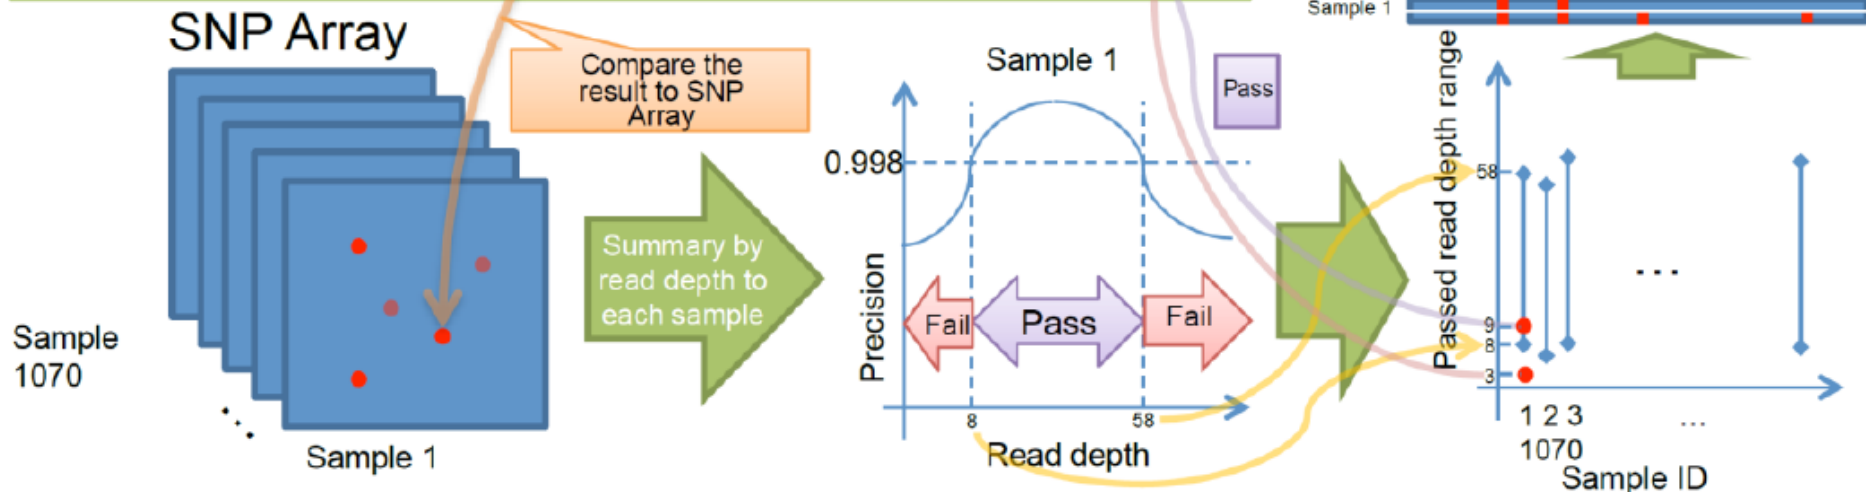 Sample 1
SNP Array
Compare the
result to SNP
Array
Sample 1
Pass
Passed read depth range
0.998
58
Summary by
read depth to
each sample
Precision
Fail
Pass
Fail
9
8
3
Sample
1070
...
8
58
...
1 2 3
...
1070
Sample 1
Read depth
Sample ID